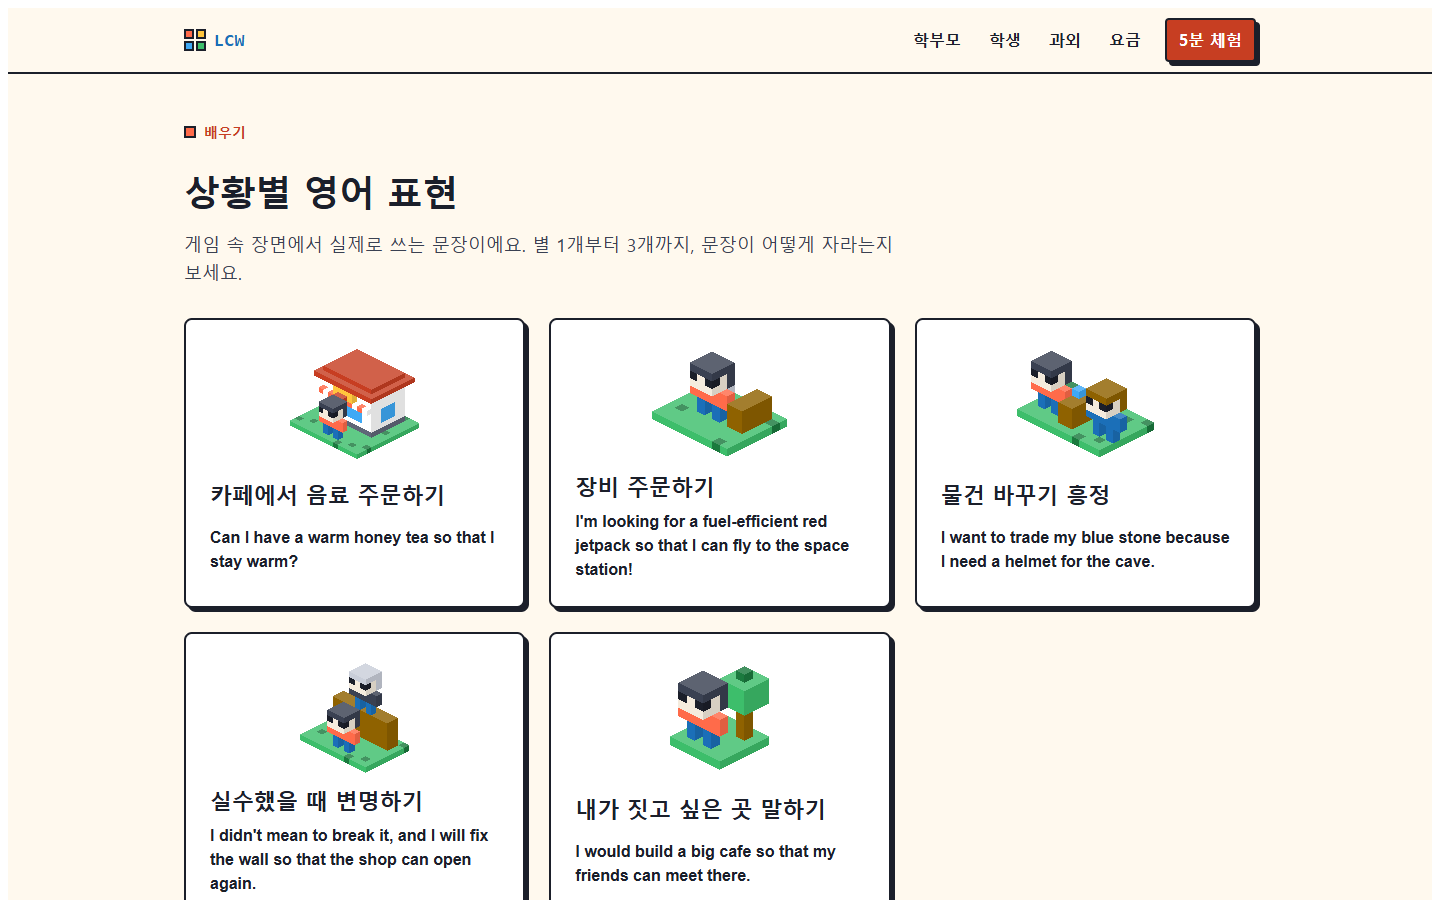 LCW
학부모
학생
과외
요금
5분 체험
배우기
상황별 영어 표현
게임 속 장면에서 실제로 쓰는 문장이에요. 별 1개부터 3개까지, 문장이 어떻게 자라는지
보세요.
카페에서 음료 주문하기
Can I have a warm honey tea so that I
stay warm?
장비 주문하기
I'm looking for a fuel-efficient red
jetpack so that I can fly to the space
station!
물건 바꾸기 흥정
I want to trade my blue stone because
I need a helmet for the cave.
실수했을 때 변명하기
I didn't mean to break it, and I will fix
the wall so that the shop can open
again.
내가 짓고 싶은 곳 말하기
I would build a big cafe so that my
friends can meet there.